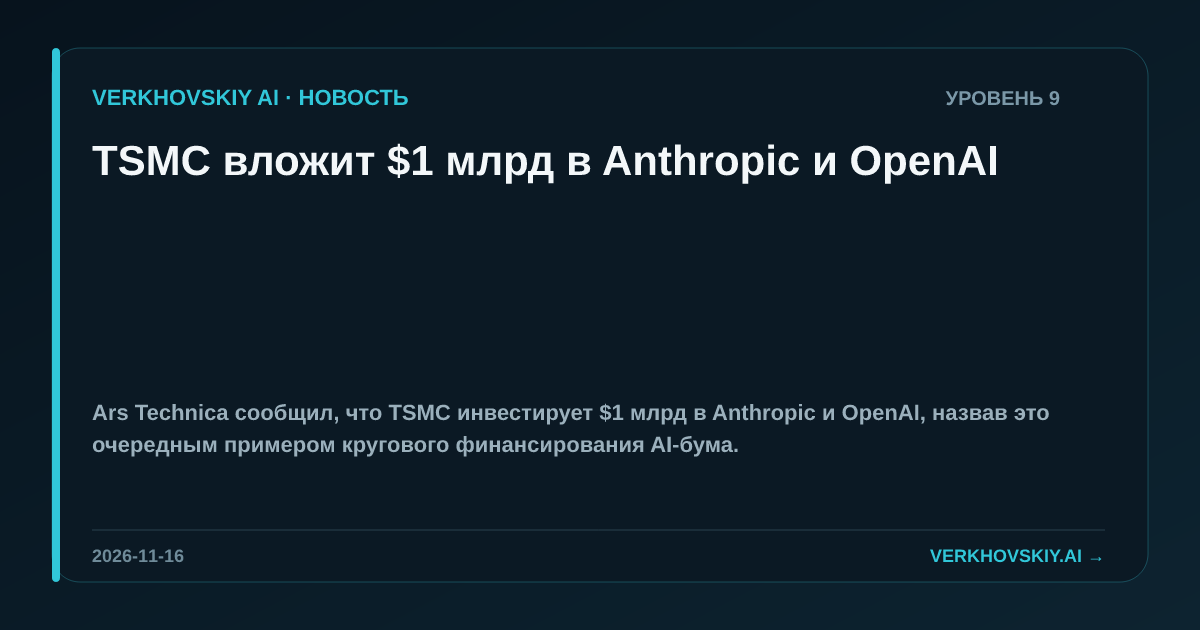 VERKHOVSKIY AI · НОВОСТЬ
УРОВЕНЬ 9
TSMC вложит $1 млрд в Anthropic и OpenAI
Ars Technica сообщил, что TSMC инвестирует $1 млрд в Anthropic и OpenAI, назвав это
очередным примером кругового финансирования AI-бума.
2026-11-16
VERKHOVSKIY.AI →